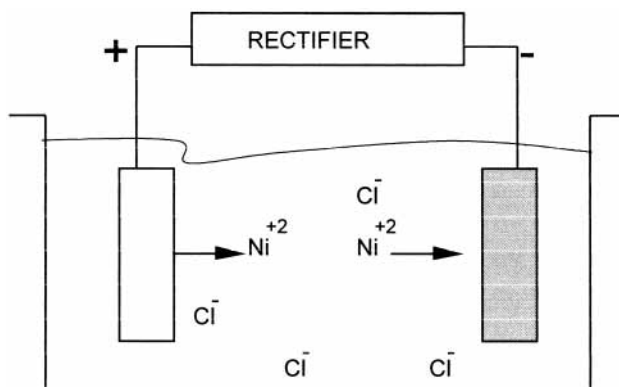 RECTIFIER
+
-
Cl-
Ni+2
Ni+2
Cl-
Cl-
Cl-